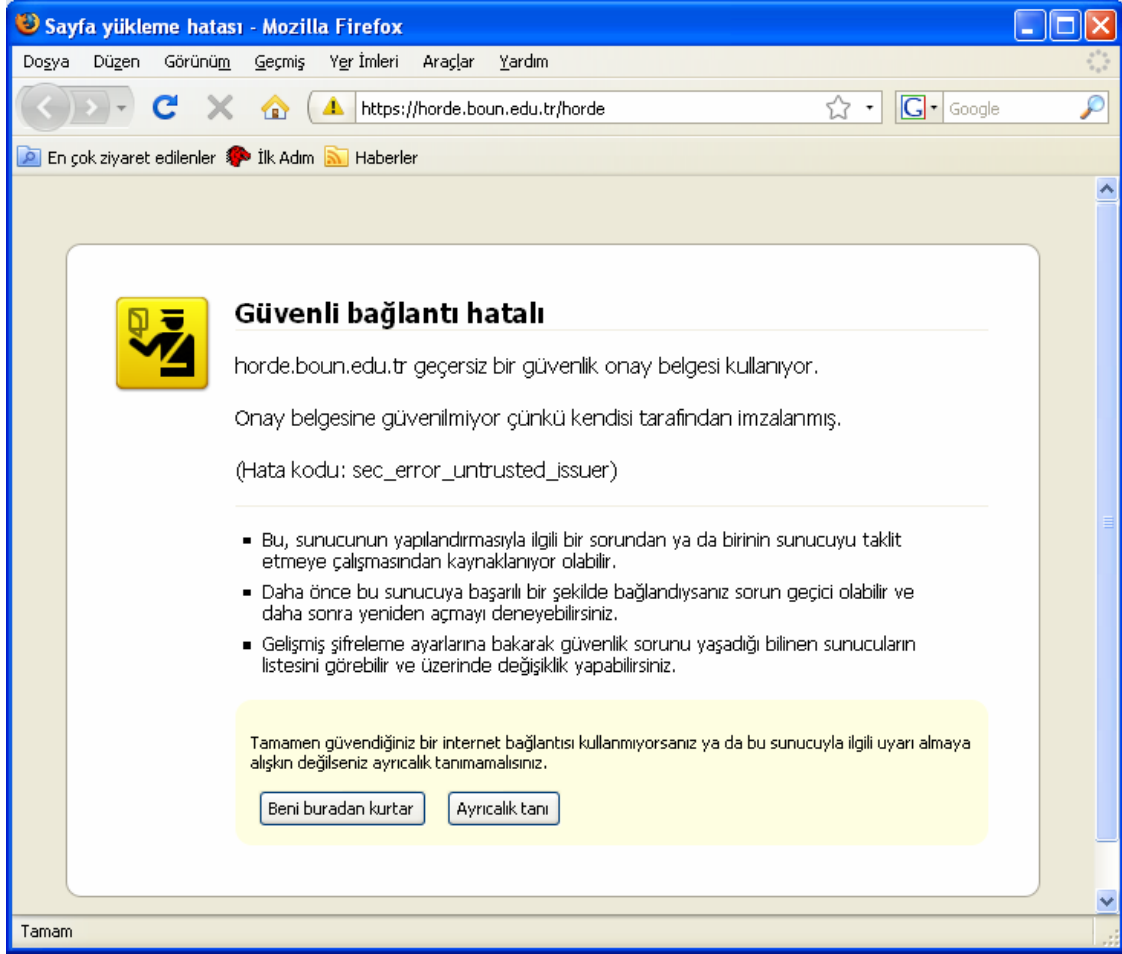 Sayfa yükleme hatası - Mozilla Firefox
Dosya Düzen Görünüm Geçmiş Yer İmleri Araçlar Yardım
https://horde.boun.edu.tr/horde G Google
En çok ziyaret edilenler İlk Adım Haberler
Güvenli bağlantı hatalı
horde.boun.edu.tr geçersiz bir güvenlik onay belgesi kullanıyor.
Onay belgesine güvenilmiyor çünkü kendisi tarafından imzalanmış.
(Hata kodu: sec_error_untrusted_issuer)
Bu, sunucunun yapılandırmasıyla ilgili bir sorundan ya da birinin sunucuyu taklit
etmeye çalışmasından kaynaklanıyor olabilir.
Daha önce bu sunucuya başarılı bir şekilde bağlandıysanız sorun geçici olabilir ve
daha sonra yeniden açmayı deneyebilirsiniz.
Gelişmiş şifreleme ayarlarına bakarak güvenlik sorunu yaşadığı bilinen sunucuların
listesini görebilir ve üzerinde değişiklik yapabilirsiniz.
Tamamen güvendiğiniz bir internet bağlantısı kullanmıyorsanız ya da bu sunucuyla ilgili uyarı almaya
alışkın değilseniz ayrıcalık tanımamalısınız.
Beni buradan kurtar Ayrıcalık tanı
Tamam